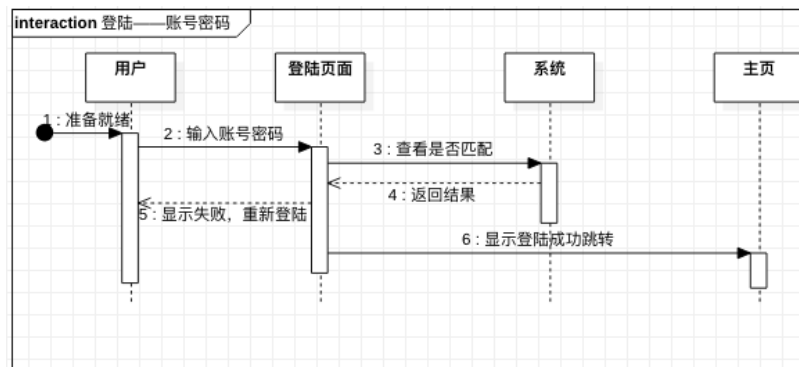 interaction 登陆——账号密码
用户
登陆页面
系统
主页
1 : 准备就绪
2 : 输入账号密码
3 : 查看是否匹配
4 : 返回结果
5 : 显示失败，重新登陆
6 : 显示登陆成功跳转